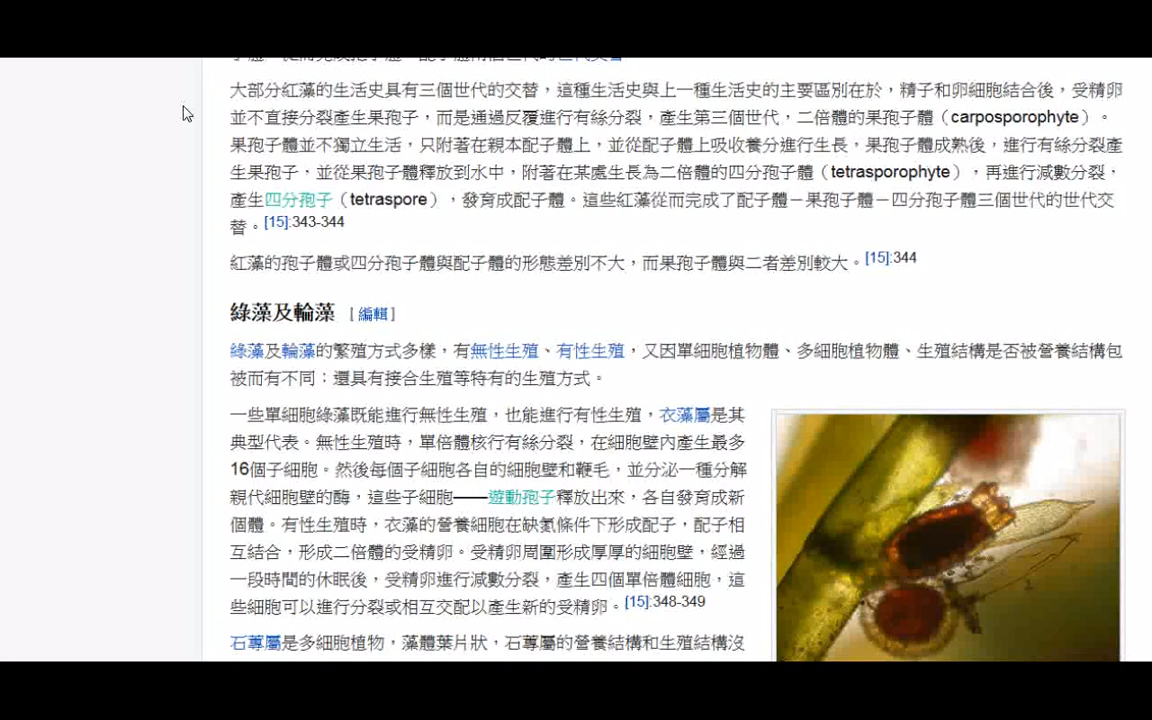 大部分紅藻的生活史具有三個世代的交替，這種生活史與上一種生活史的主要區別在於，精子和卵細胞結合後，受精卵
並不直接分裂產生果孢子，而是通過反覆進行有絲分裂，產生第三個世代，二倍體的果孢子體（carposporophyte）。
果孢子體並不獨立生活，只附著在親本配子體上，並從配子體上吸收養分進行生長，果孢子體成熟後，進行有絲分裂產
生果孢子，並從果孢子體釋放到水中，附著在某處生長為二倍體的四分孢子體（tetrasporophyte），再進行減數分裂，
產生四分孢子（tetraspore），發育成配子體。這些紅藻從而完成了配子體－果孢子體－四分孢子體三個世代的世代交
替。[15]:343-344
紅藻的孢子體或四分孢子體與配子體的形態差別不大，而果孢子體與二者差別較大。[15]:344
綠藻及輪藻 [編輯]
綠藻及輪藻的繁殖方式多樣，有無性生殖、有性生殖，又因單細胞植物體、多細胞植物體、生殖結構是否被營養結構包
被而有不同；還具有接合生殖等特有的生殖方式。
一些單細胞綠藻既能進行無性生殖，也能進行有性生殖，衣藻屬是其
典型代表。無性生殖時，單倍體核行有絲分裂，在細胞壁內產生最多
16個子細胞。然後每個子細胞各自的細胞壁和鞭毛，並分泌一種分解
親代細胞壁的酶，這些子細胞——遊動孢子釋放出來，各自發育成新
個體。有性生殖時，衣藻的營養細胞在缺氮條件下形成配子，配子相
互結合，形成二倍體的受精卵。受精卵周圍形成厚厚的細胞壁，經過
一段時間的休眠後，受精卵進行減數分裂，產生四個單倍體細胞，這
些細胞可以進行分裂或相互交配以產生新的受精卵。[15]:348-349
石蓴屬是多細胞植物，藻體葉片狀，石蓴屬的營養結構和生殖結構沒